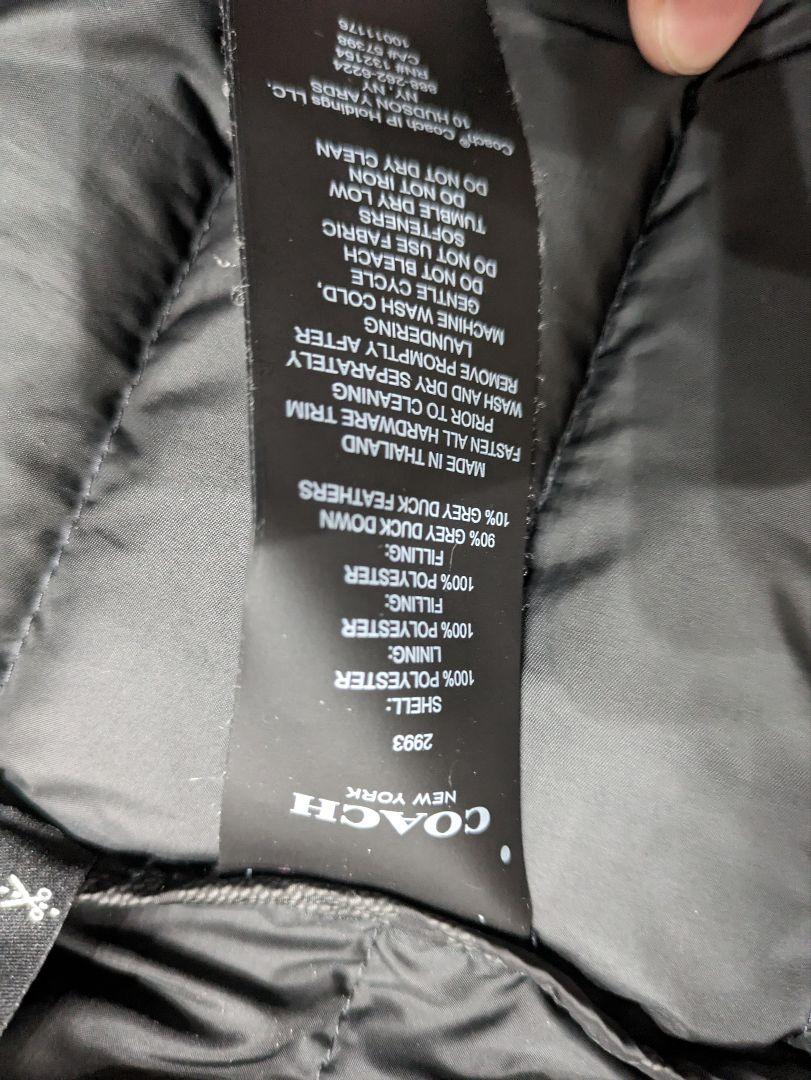 COACH
NEW YORK
2993
SHELL:
100% POLYESTER
LINING:
100% POLYESTER
FILLING:
100% POLYESTER
FILLING:
90% GREY DUCK DOWN
10% GREY DUCK FEATHERS
MADE IN THAILAND
FASTEN ALL HARDWARE TRIM
PRIOR TO CLEANING
WASH AND DRY SEPARATELY
REMOVE PROMPTLY AFTER
LAUNDERING
MACHINE WASH COLD,
GENTLE CYCLE
DO NOT BLEACH
DO NOT USE FABRIC
SOFTENERS
TUMBLE DRY LOW
DO NOT IRON
DO NOT DRY CLEAN
Coach® Coach IP Holdings LLC.
10 HUDSON YARDS
NY, NY
888-262-6224
RN# 132154
CA# 57398
10011176